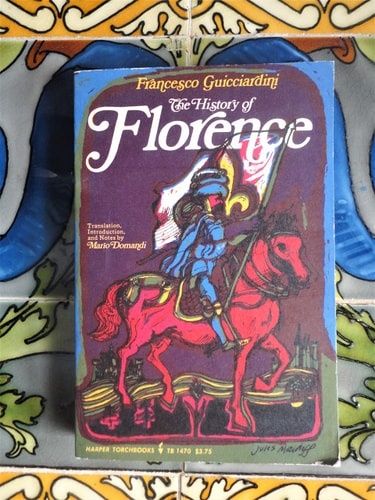 Francesco Guicciardini
The History of
Florence
Translation,
Introduction,
and Notes by
Mario Domandi
HARPER TORCHBOOKS TB 1470 $3.75